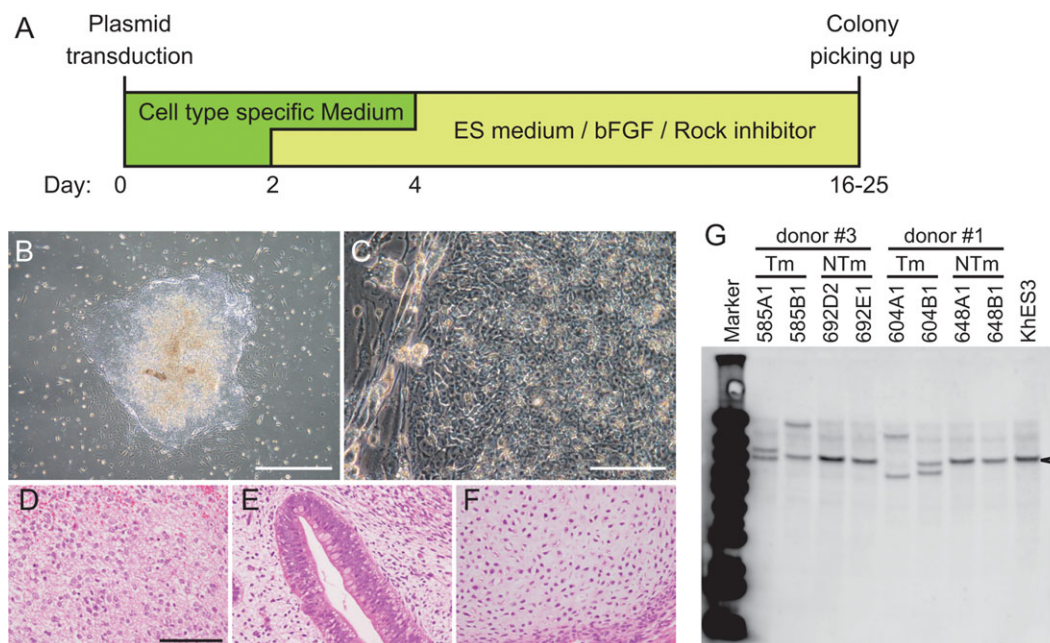 A
Plasmid
transduction
Colony
picking up
Cell type specific Medium
ES medium / bFGF / Rock inhibitor
Day: 0 2 4 16-25
B
C
D
E
F
G
donor #3 donor #1
Tm NTm Tm NTm
Marker
585A1
585B1
692D2
692E1
604A1
604B1
648A1
648B1
KhES3